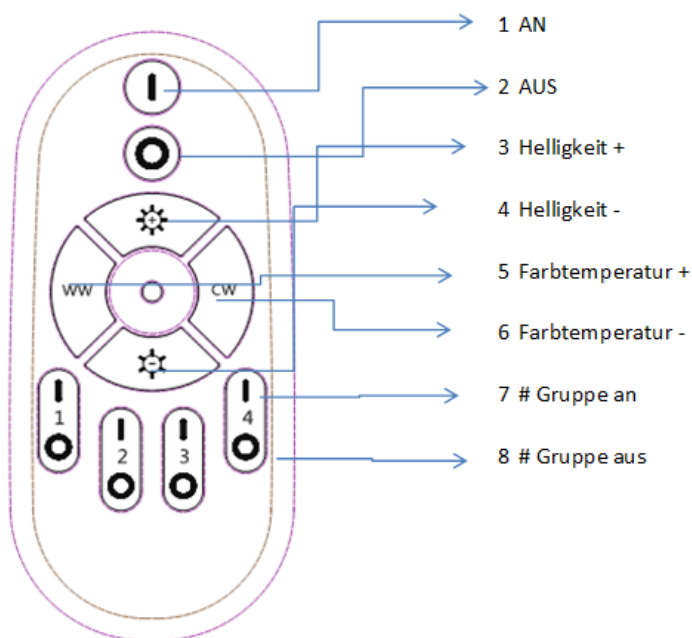 1 AN
2 AUS
3 Helligkeit +
4 Helligkeit -
WW
CW
5 Farbtemperatur +
6 Farbtemperatur -
7 # Gruppe an
8 # Gruppe aus
1
2
3
4